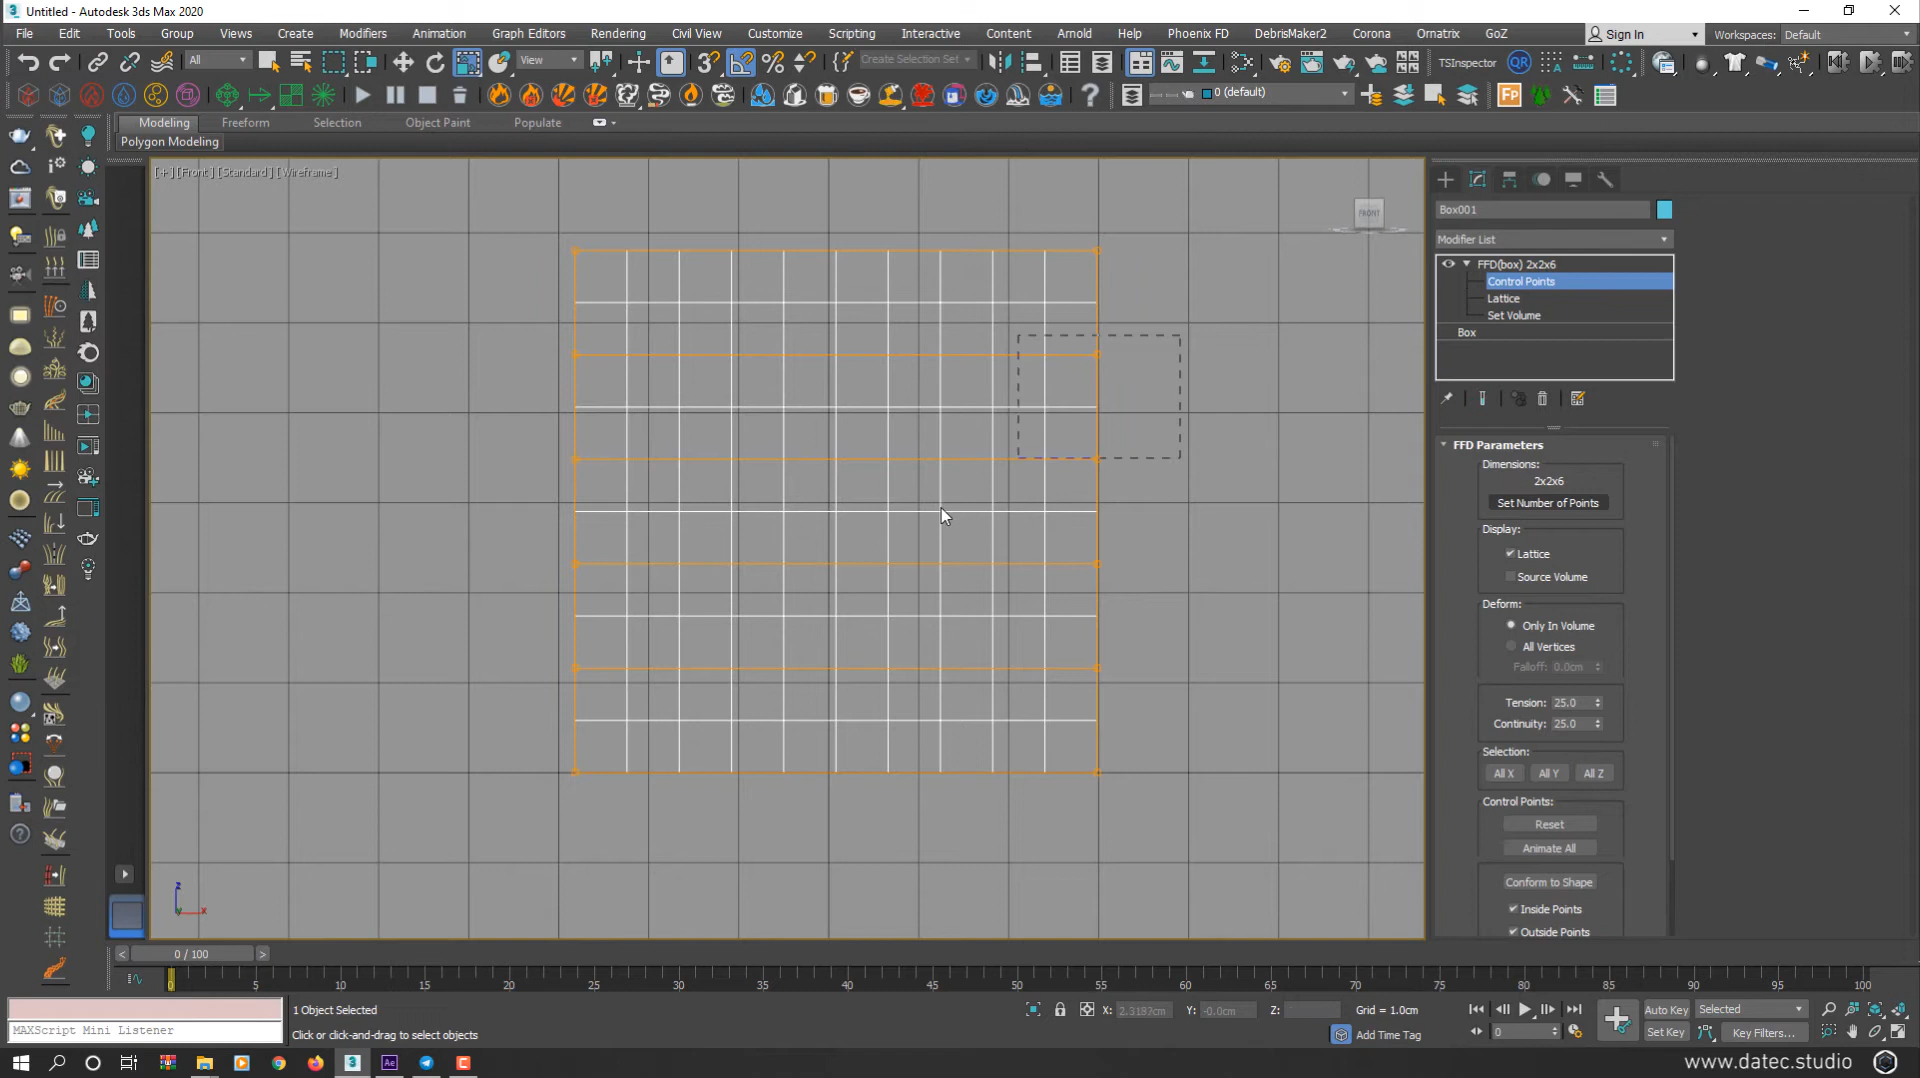 Untitled - Autodesk 3ds Max 2020
File Edit Tools Group Views Create Modifiers Animation Graph Editors Rendering Civil View Customize Scripting Interactive Content Arnold Help Phoenix FD DebrisMaker2 Corona Ornatrix GoZ Sign In Workspaces: Default
All View Create Selection Set TSInspector QR
0 (default) Fp
Modeling Freeform Selection Object Paint Populate
Polygon Modeling
[+][Front][Standard][Wireframe]
FRONT
Box001
Modifier List
FFD(box) 2x2x6
Control Points
Lattice
Set Volume
Box
FFD Parameters
Dimensions:
2x2x6
Set Number of Points
Display:
Lattice
Source Volume
Deform:
Only In Volume
All Vertices
Falloff: 0.0cm
Tension: 25.0
Continuity: 25.0
Selection:
All X All Y All Z
Control Points:
Reset
Animate All
Conform to Shape
Inside Points
Outside Points
z
x
< 0 / 100 >
0 5 10 15 20 25 30 35 40 45 50 55 60 65 70 75 80 85 90 95 100
1 Object Selected X: 2.3187cm Y: -0.0cm Z: Grid = 1.0cm Auto Key Selected
MAXScript Mini Listener
Click or click-and-drag to select objects Add Time Tag 0 Set Key Key Filters...
3 Ae C
www.datec.studio